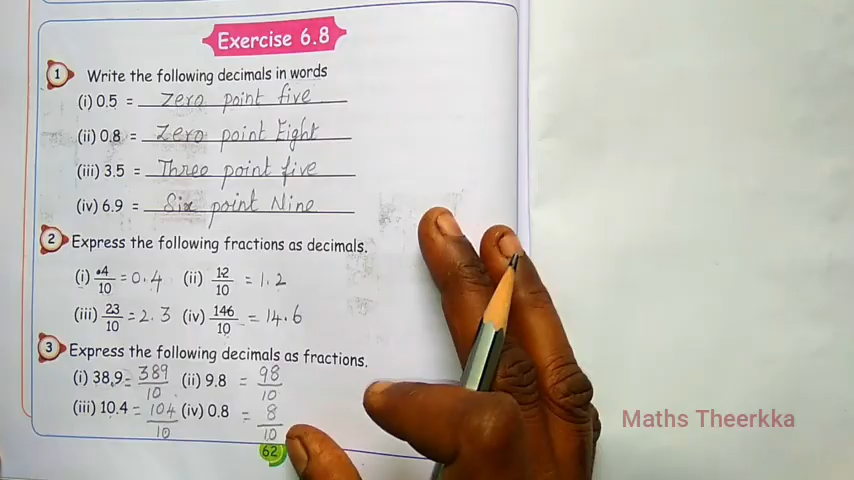 Exercise 6.8
1 Write the following decimals in words
(i) 0.5 = Zero point five
(ii) 0.8 = Zero point Eight
(iii) 3.5 = Three point five
(iv) 6.9 = Six point Nine
2 Express the following fractions as decimals.
(i) 4/10 = 0.4 (ii) 12/10 = 1.2
(iii) 23/10 = 2.3 (iv) 146/10 = 14.6
3 Express the following decimals as fractions.
(i) 38.9 = 389/10 (ii) 9.8 = 98/10
(iii) 10.4 = 104/10 (iv) 0.8 = 8/10
62
Maths Theerkka